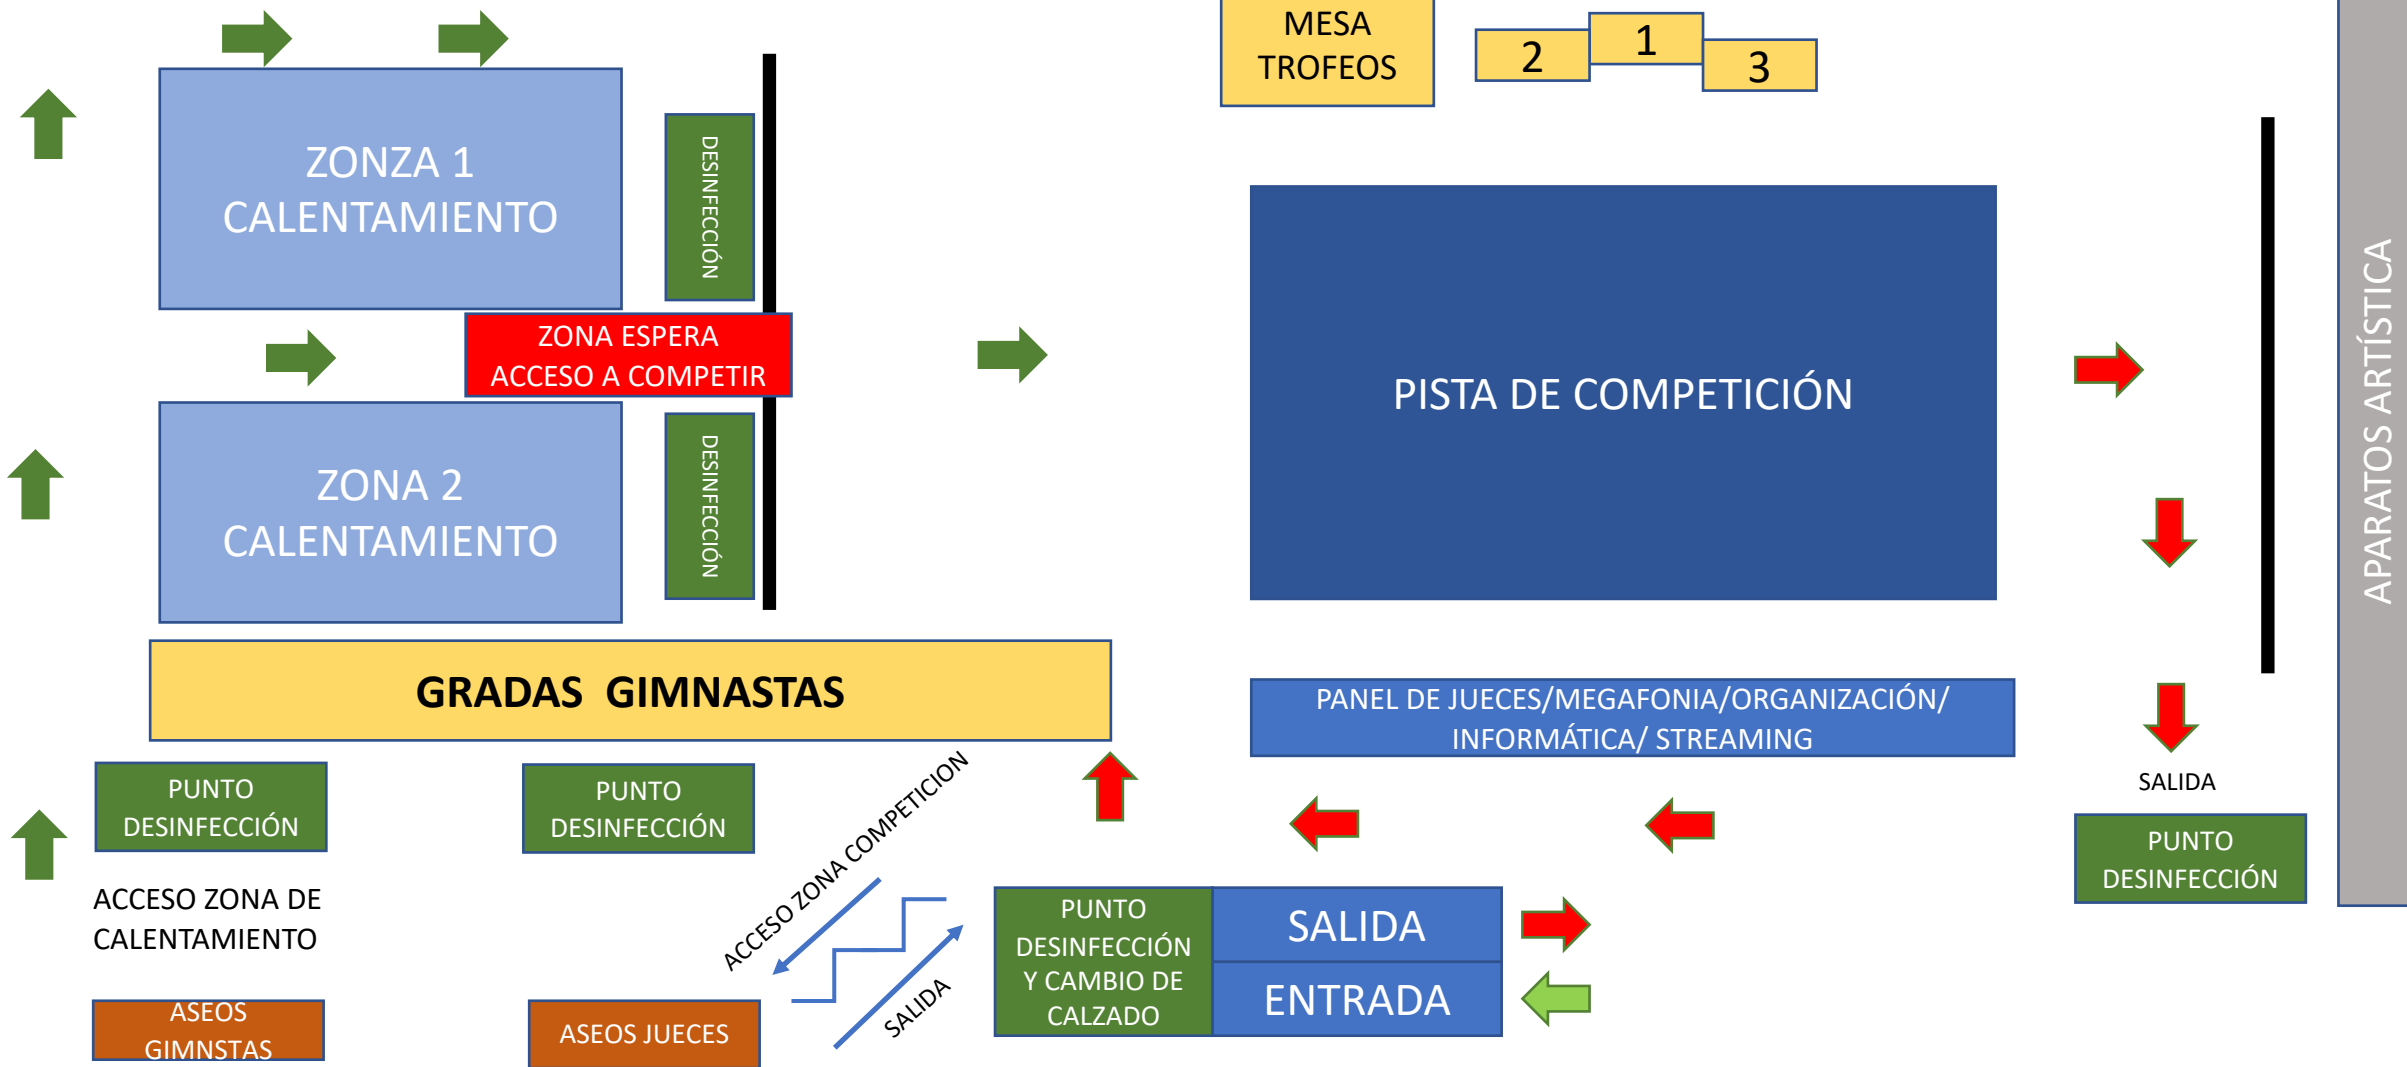 MESA
TROFEOS
2
1
3
ZONZA 1
CALENTAMIENTO
DESINFECCIÓN
ZONA ESPERA
ACCESO A COMPETIR
PISTA DE COMPETICIÓN
APARATOS ARTÍSTICA
ZONA 2
CALENTAMIENTO
DESINFECCIÓN
GRADAS  GIMNASTAS
PANEL DE JUECES/MEGAFONIA/ORGANIZACIÓN/
INFORMÁTICA/ STREAMING
PUNTO
DESINFECCIÓN
PUNTO
DESINFECCIÓN
ACCESO ZONA COMPETICION
SALIDA
PUNTO
DESINFECCIÓN
ACCESO ZONA DE
CALENTAMIENTO
PUNTO
DESINFECCIÓN
Y CAMBIO DE
CALZADO
SALIDA
ENTRADA
SALIDA
ASEOS
GIMNSTAS
ASEOS JUECES